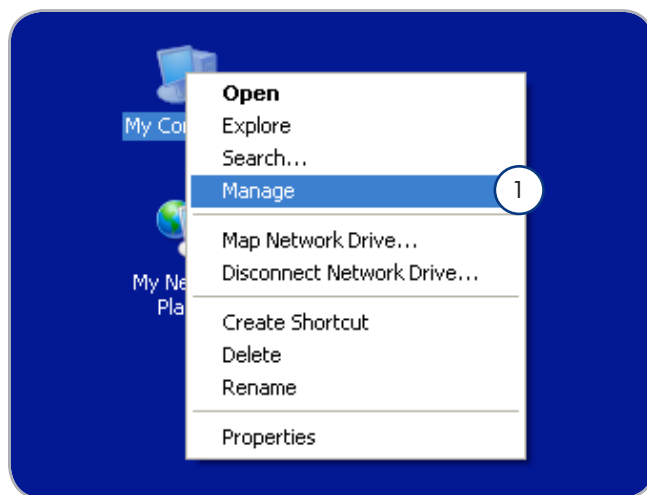 Open
My Co
Explore
Search...
Manage
1
Map Network Drive...
My Ne
Disconnect Network Drive...
Pla
Create Shortcut
Delete
Rename
Properties